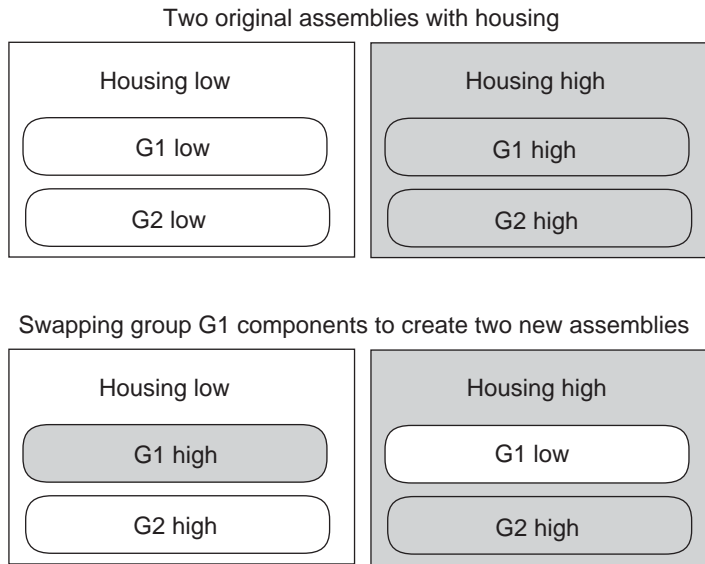 Two original assemblies with housing
Housing low
G1 low
G2 low
Housing high
G1 high
G2 high
Swapping group G1 components to create two new assemblies
Housing low
G1 high
G2 high
Housing high
G1 low
G2 high